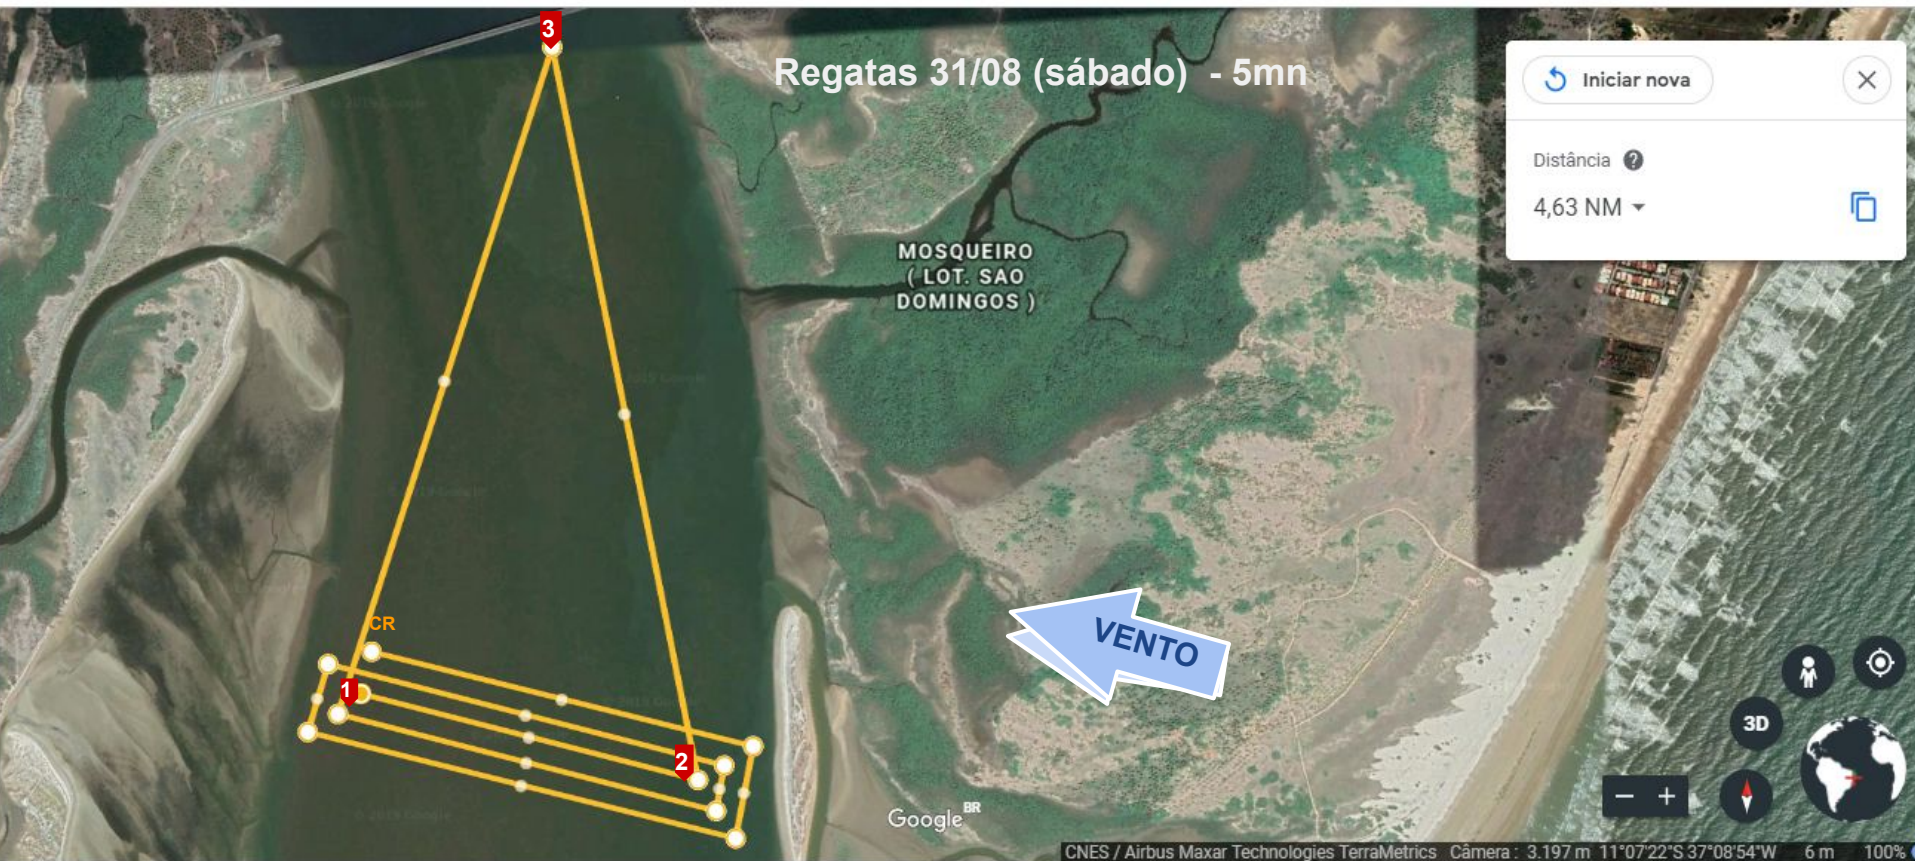 3
Regatas 31/08 (sábado) - 5mn
Iniciar nova
Distância ?
4,63 NM
MOSQUEIRO
( LOT. SAO
DOMINGOS )
CR
VENTO
1
2
3D
Google BR
CNES / Airbus Maxar Technologies TerraMetrics Câmera : 3.197 m 11°07'22"S 37°08'54"W 6 m 100%